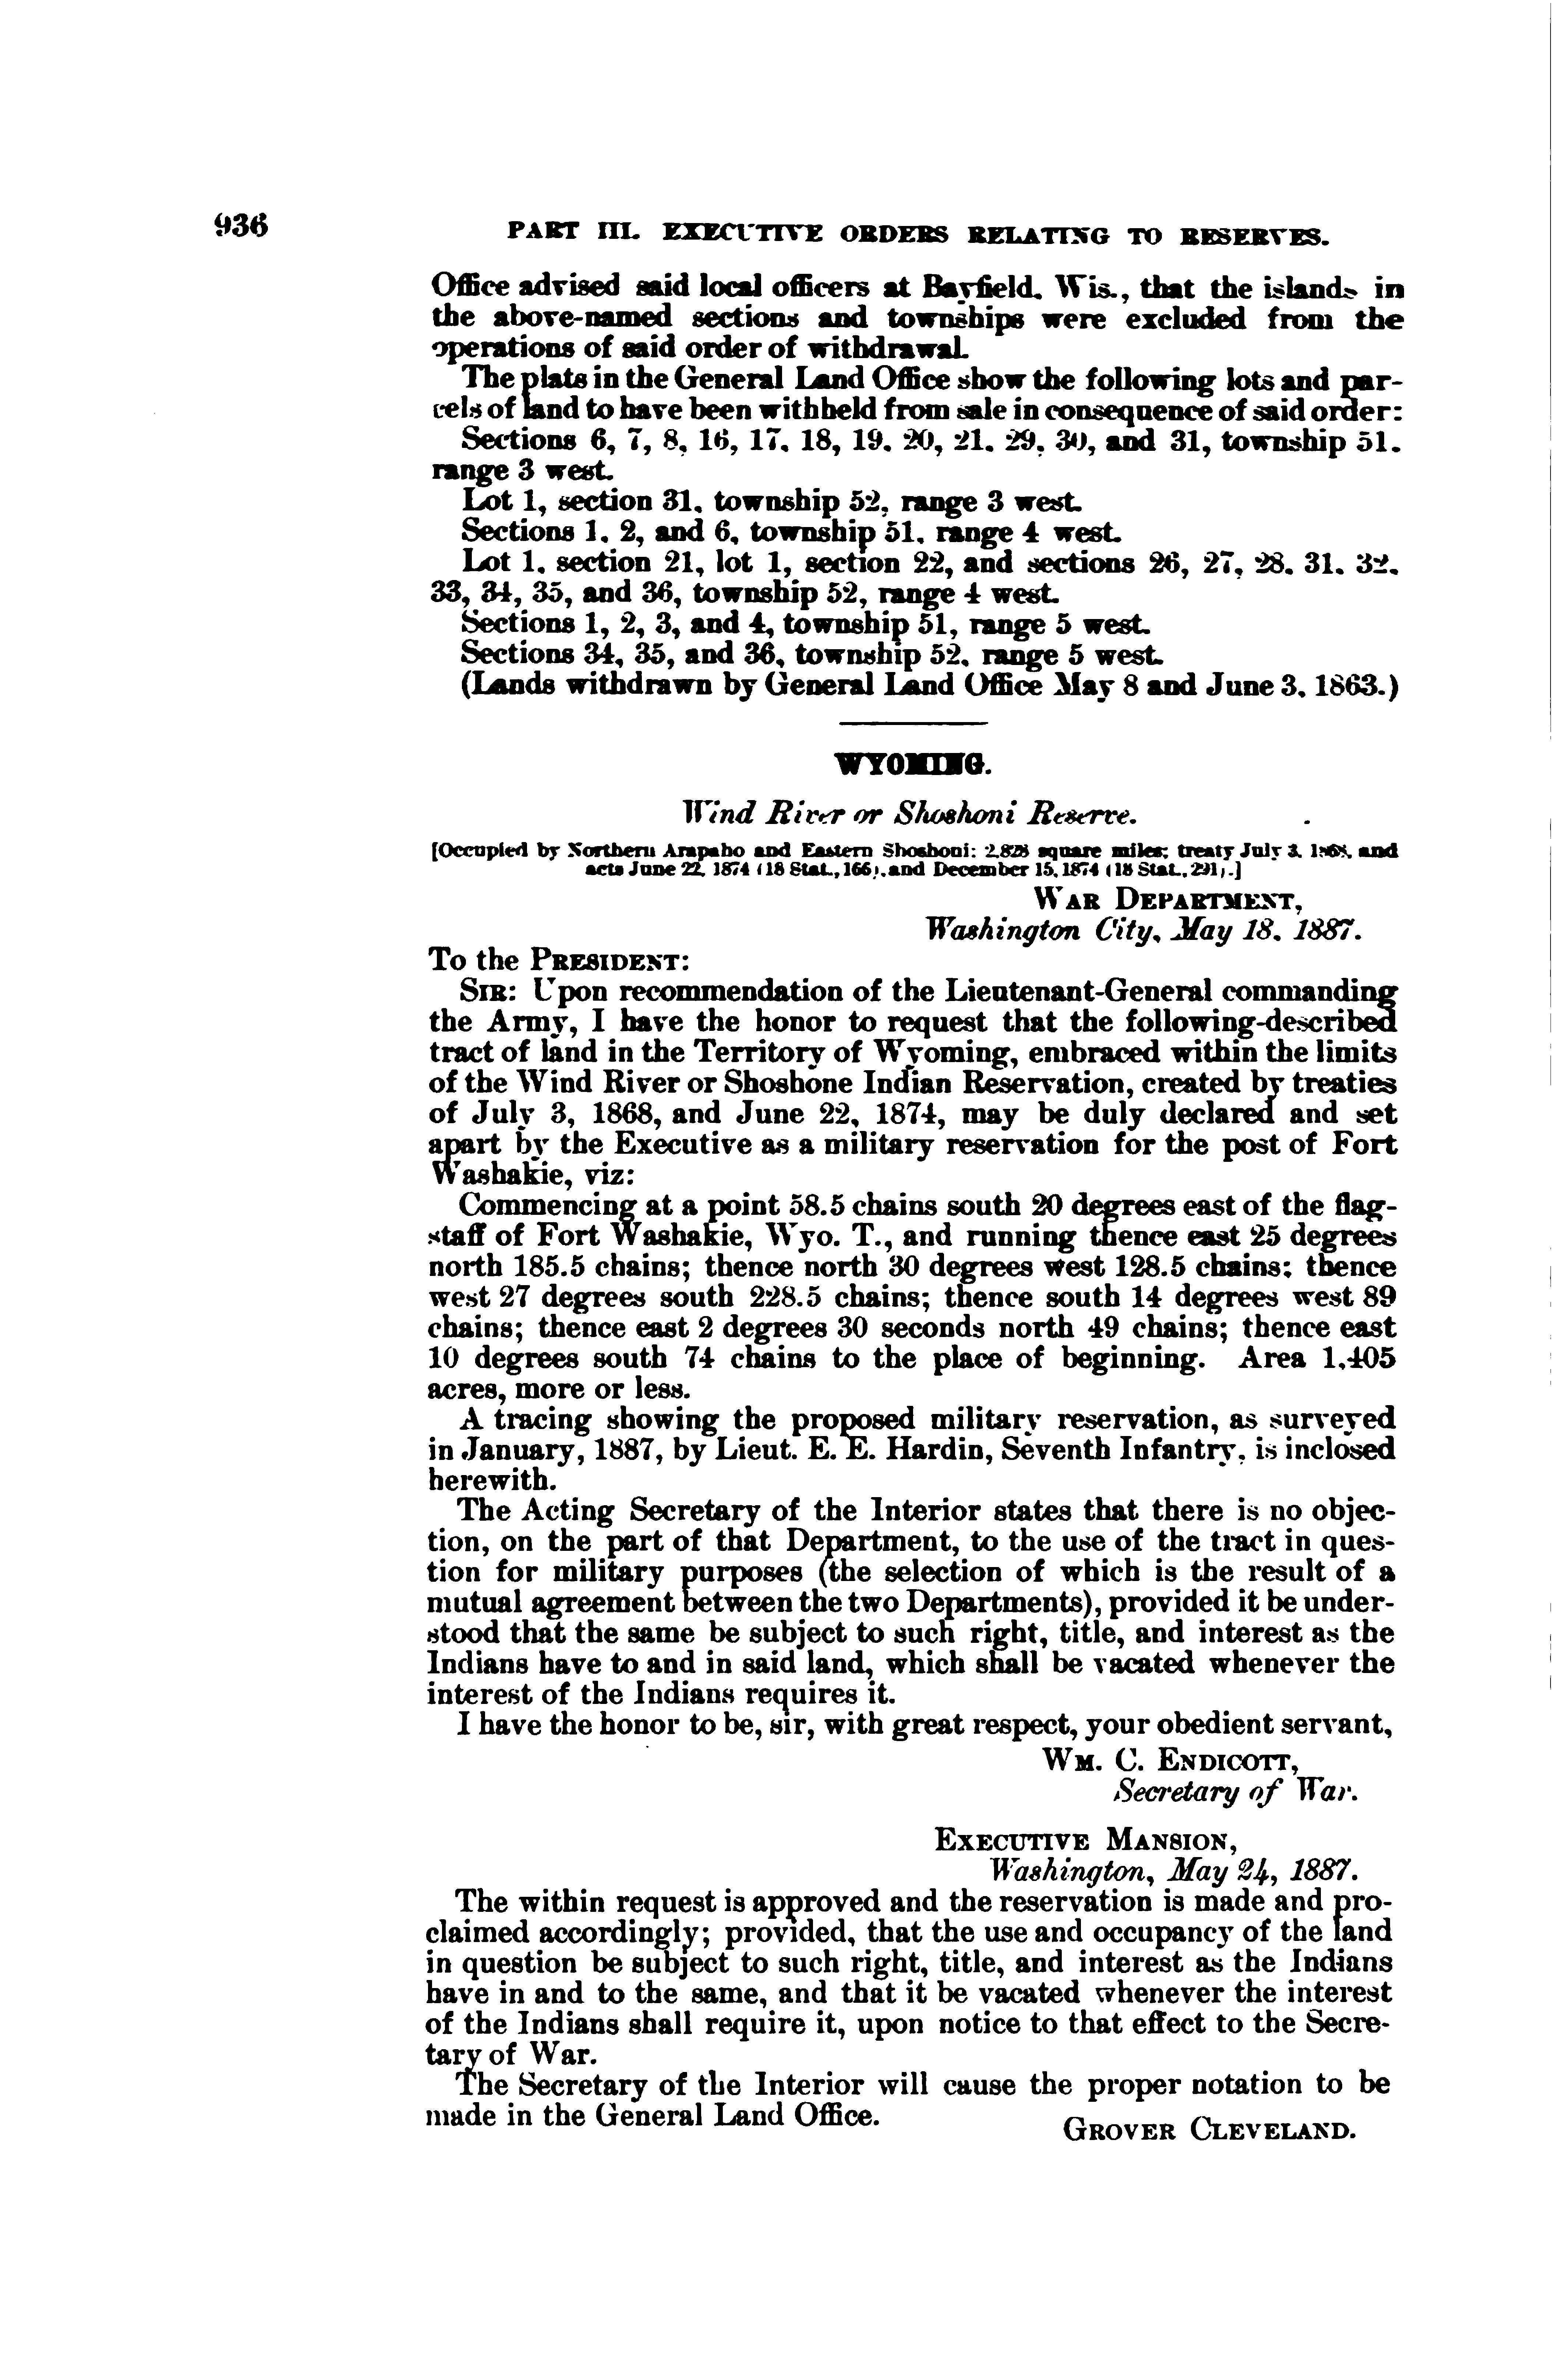 936
PART III. EXECUTIVE ORDERS RELATING TO RESERVES.
Office advised said local officers at Bayfield, Wis., that the islands in
the above-named sections and townships were excluded from the
operations of said order of withdrawal.
The plats in the General Land Office show the following lots and par-
cels of land to have been withheld from sale in consequence of said order:
Sections 6, 7, 8, 16, 17, 18, 19, 20, 21, 29, 30, and 31, township 51,
range 3 west.
Lot 1, section 31, township 52, range 3 west.
Sections 1, 2, and 6, township 51, range 4 west.
Lot 1, section 21, lot 1, section 22, and sections 26, 27, 28, 31, 32,
33, 34, 35, and 36, township 52, range 4 west.
Sections 1, 2, 3, and 4, township 51, range 5 west.
Sections 34, 35, and 36, township 52, range 5 west.
(Lands withdrawn by General Land Office May 8 and June 3, 1863.)
WYOMING.
Wind River or Shoshoni Reserve.
[Occupied by Northern Arapaho and Eastern Shoshoni: 2,828 square miles; treaty July 3, 1868, and
acts June 22, 1874 (18 Stat., 166), and December 15, 1874 (18 Stat., 291).]
WAR DEPARTMENT,
Washington City, May 18, 1887.
To the PRESIDENT:
SIR: Upon recommendation of the Lieutenant-General commanding
the Army, I have the honor to request that the following-described
tract of land in the Territory of Wyoming, embraced within the limits
of the Wind River or Shoshone Indian Reservation, created by treaties
of July 3, 1868, and June 22, 1874, may be duly declared and set
apart by the Executive as a military reservation for the post of Fort
Washakie, viz:
Commencing at a point 58.5 chains south 20 degrees east of the flag-
staff of Fort Washakie, Wyo. T., and running thence east 25 degrees
north 185.5 chains; thence north 30 degrees west 128.5 chains; thence
west 27 degrees south 228.5 chains; thence south 14 degrees west 89
chains; thence east 2 degrees 30 seconds north 49 chains; thence east
10 degrees south 74 chains to the place of beginning. Area 1,405
acres, more or less.
A tracing showing the proposed military reservation, as surveyed
in January, 1887, by Lieut. E. E. Hardin, Seventh Infantry, is inclosed
herewith.
The Acting Secretary of the Interior states that there is no objec-
tion, on the part of that Department, to the use of the tract in ques-
tion for military purposes (the selection of which is the result of a
mutual agreement between the two Departments), provided it be under-
stood that the same be subject to such right, title, and interest as the
Indians have to and in said land, which shall be vacated whenever the
interest of the Indians requires it.
I have the honor to be, sir, with great respect, your obedient servant,
WM. C. ENDICOTT,
Secretary of War.
EXECUTIVE MANSION,
Washington, May 24, 1887.
The within request is approved and the reservation is made and pro-
claimed accordingly; provided, that the use and occupancy of the land
in question be subject to such right, title, and interest as the Indians
have in and to the same, and that it be vacated whenever the interest
of the Indians shall require it, upon notice to that effect to the Secre-
tary of War.
The Secretary of the Interior will cause the proper notation to be
made in the General Land Office.
GROVER CLEVELAND.